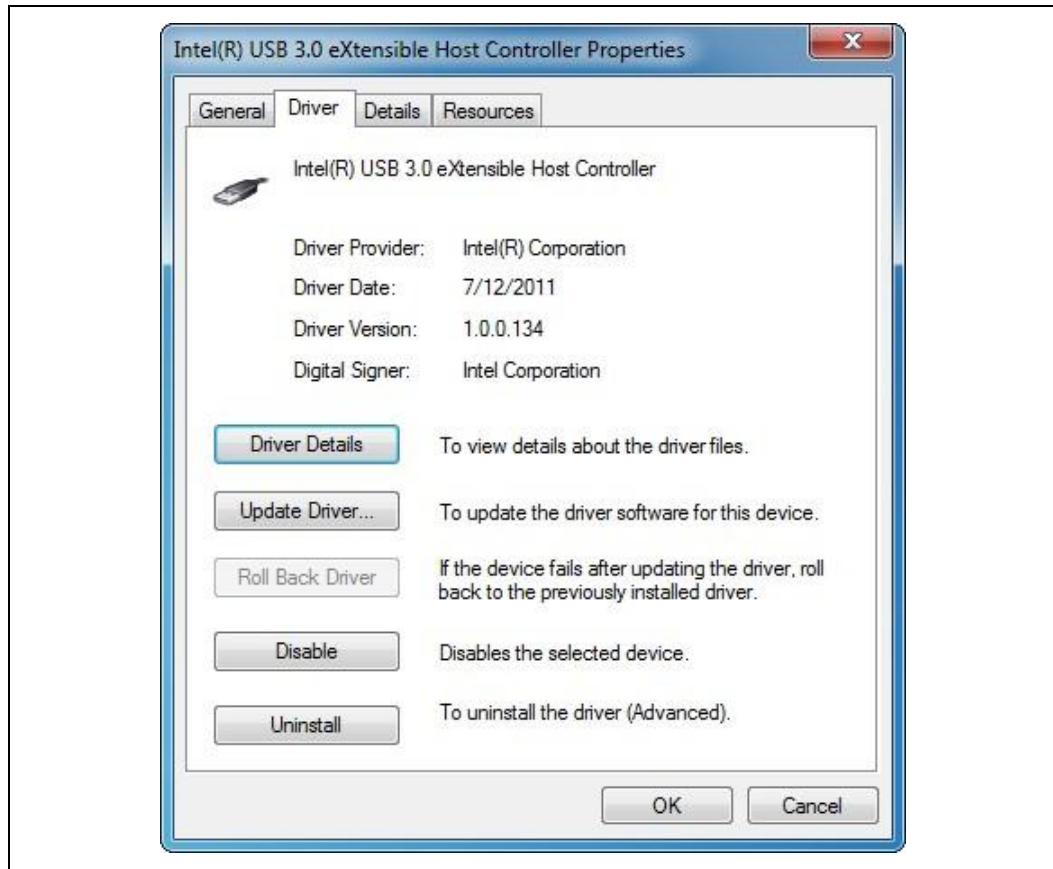 Intel(R) USB 3.0 eXtensible Host Controller Properties
General Driver Details Resources
Intel(R) USB 3.0 eXtensible Host Controller
Driver Provider: Intel(R) Corporation
Driver Date: 7/12/2011
Driver Version: 1.0.0.134
Digital Signer: Intel Corporation
Driver Details To view details about the driver files.
Update Driver... To update the driver software for this device.
Roll Back Driver If the device fails after updating the driver, roll
back to the previously installed driver.
Disable Disables the selected device.
Uninstall To uninstall the driver (Advanced).
OK Cancel